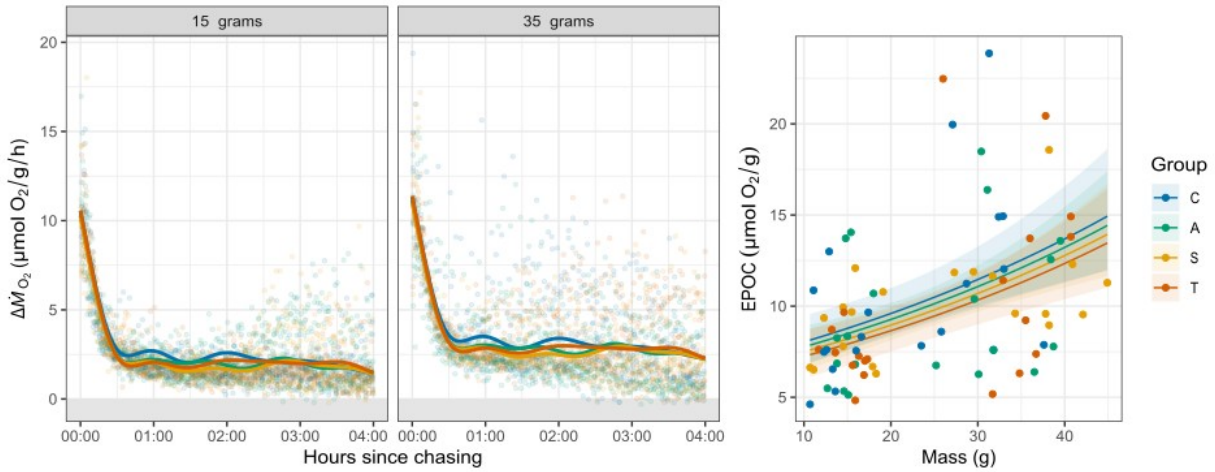 15 grams
35 grams
20
15
10
5
0
ΔṀO₂ (μmol O₂/g/h)
00:00 01:00 02:00 03:00 04:00
00:00 01:00 02:00 03:00 04:00
Hours since chasing
20
15
10
5
EPOC (μmol O₂/g)
10 20 30 40
Mass (g)
Group
C
A
S
T